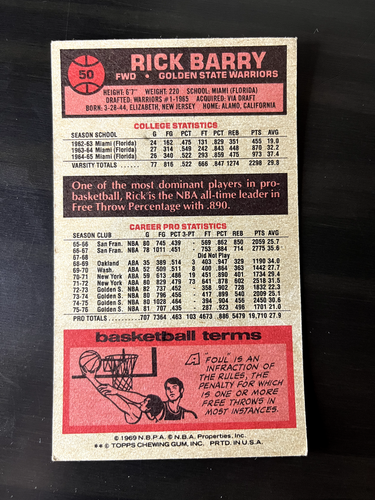 50
RICK BARRY
FWD • GOLDEN STATE WARRIORS
HEIGHT: 6'7" WEIGHT: 220 SCHOOL: MIAMI (FLORIDA)
DRAFTED: WARRIORS #1-1965 ACQUIRED: VIA DRAFT
BORN: 3-28-44, ELIZABETH, NEW JERSEY HOME: ALAMO, CALIFORNIA
COLLEGE STATISTICS
SEASON SCHOOL G FG PCT FT PCT REB PTS AVG
1962-63 Miami (Florida) 24 162 .475 131 .829 351 455 19.0
1963-64 Miami (Florida) 27 314 .549 242 .843 448 870 32.2
1964-65 Miami (Florida) 26 340 .522 293 .859 475 973 37.4
VARSITY TOTALS 77 816 .522 666 .847 1274 2298 29.8
One of the most dominant players in pro-
basketball, Rick is the NBA all-time leader in
Free Throw Percentage with .890.
CAREER PRO STATISTICS
SEASON CLUB G FG PCT 3-PT FT PCT REB PTS AVG
65-66 San Fran. NBA 80 745 .439 - 569 .862 850 2059 25.7
66-67 San Fran. NBA 78 1011 .451 - 753 .884 714 2775 35.6
67-68 Did Not Play
68-69 Oakland ABA 35 389 .514 - 403 .888 329 1190 34.0
69-70 Wash. ABA 52 509 .511 8 400 .864 363 1442 27.7
70-71 New York ABA 59 .486 19 451 .890 401 1734 29.4
71-72 New York ABA 80 829 73 641 .878 602 2518 31.5
72-73 Golden S. NBA 82 737 .452 - 358 .902 728 1832 22.3
73-74 Golden S. NBA 80 796 .456 - 417 .899 540 2009 25.1
74-75 Golden S. NBA 80 1028 .464 - 394 .904 456 2450 30.6
75-76 Golden S. NBA 81 707 .435 - 287 .923 496 1701 21.0
PRO TOTALS 707 7364 .463 103 4673 .886 5479 19,710 27.9
basketball terms
A FOUL IS AN
INFRACTION OF
THE RULES, THE
PENALTY FOR WHICH
IS ONE OR MORE
FREE THROWS IN
MOST INSTANCES.
© 1969 N.B.P.A. © N.B.A. Properties, Inc.
** © TOPPS CHEWING GUM, INC. PRTD. IN U.S.A.